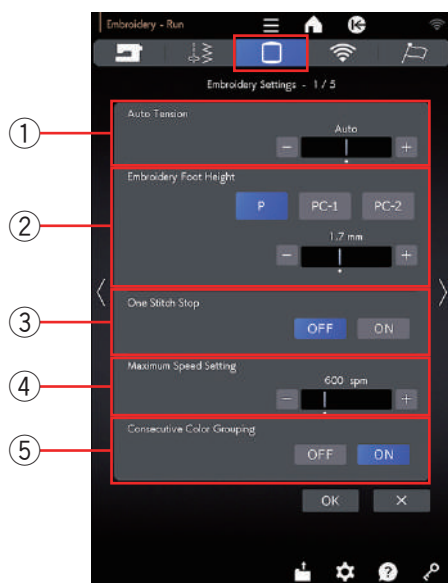 Embroidery - Run
Embroidery Settings - 1 / 5
1
Auto Tension
Auto
- +
2
Embroidery Foot Height
P PC-1 PC-2
1.7 mm
- +
3
One Stitch Stop
OFF ON
4
Maximum Speed Setting
600 spm
- +
5
Consecutive Color Grouping
OFF ON
OK X
?